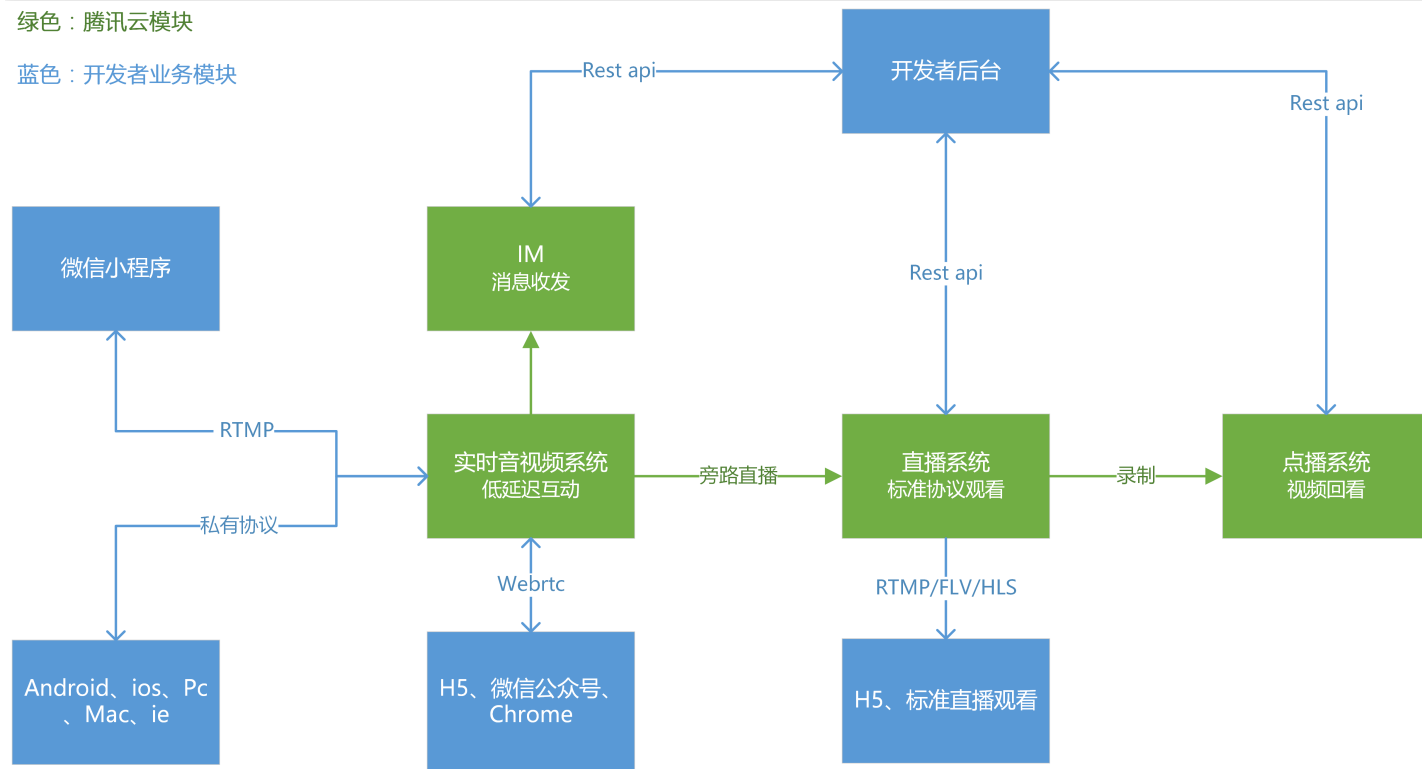 绿色：腾讯云模块
蓝色：开发者业务模块
Rest api
开发者后台
Rest api
微信小程序
IM
消息收发
Rest api
RTMP
实时音视频系统
低延迟互动
旁路直播
直播系统
标准协议观看
录制
点播系统
视频回看
私有协议
Webrtc
RTMP/FLV/HLS
Android、ios、Pc
、Mac、ie
H5、微信公众号、
Chrome
H5、标准直播观看